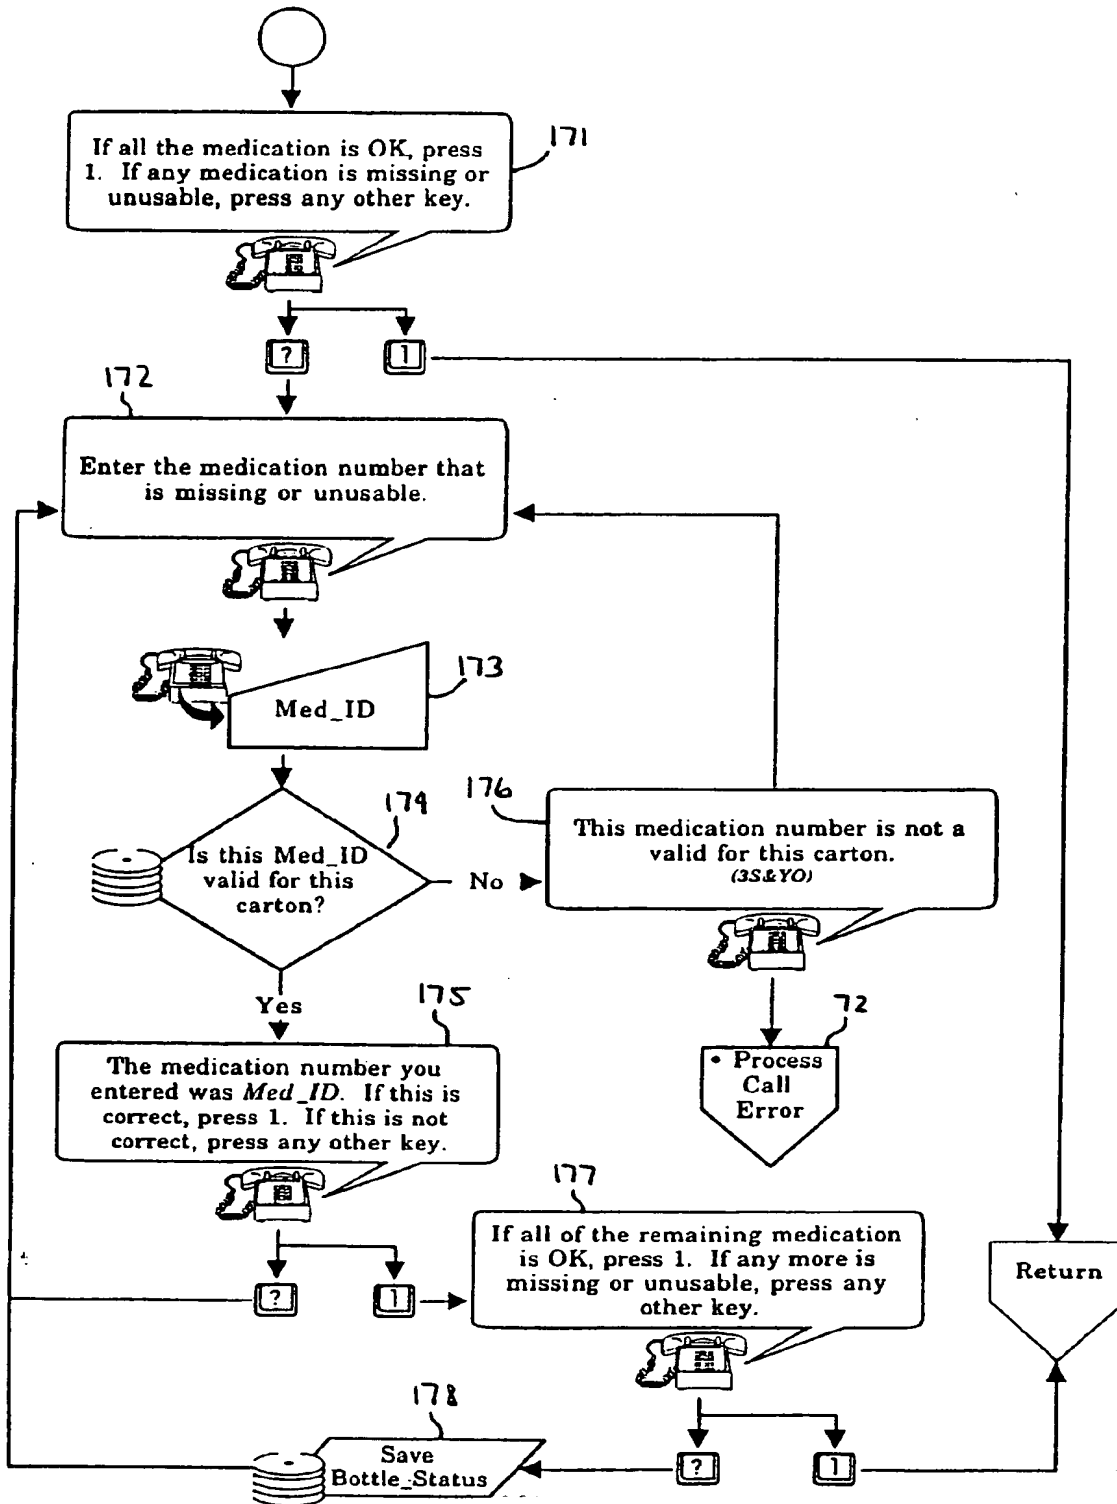 If all the medication is OK, press
1. If any medication is missing or
unusable, press any other key.
171
?
1
172
Enter the medication number that
is missing or unusable.
173
Med_ID
174
Is this Med_ID
valid for this
carton?
No
176
This medication number is not a
valid for this carton.
(3S&YO)
Yes
175
The medication number you
entered was Med_ID. If this is
correct, press 1. If this is not
correct, press any other key.
72
• Process
Call
Error
?
1
177
If all of the remaining medication
is OK, press 1. If any more is
missing or unusable, press any
other key.
Return
178
Save
Bottle_Status
?
1